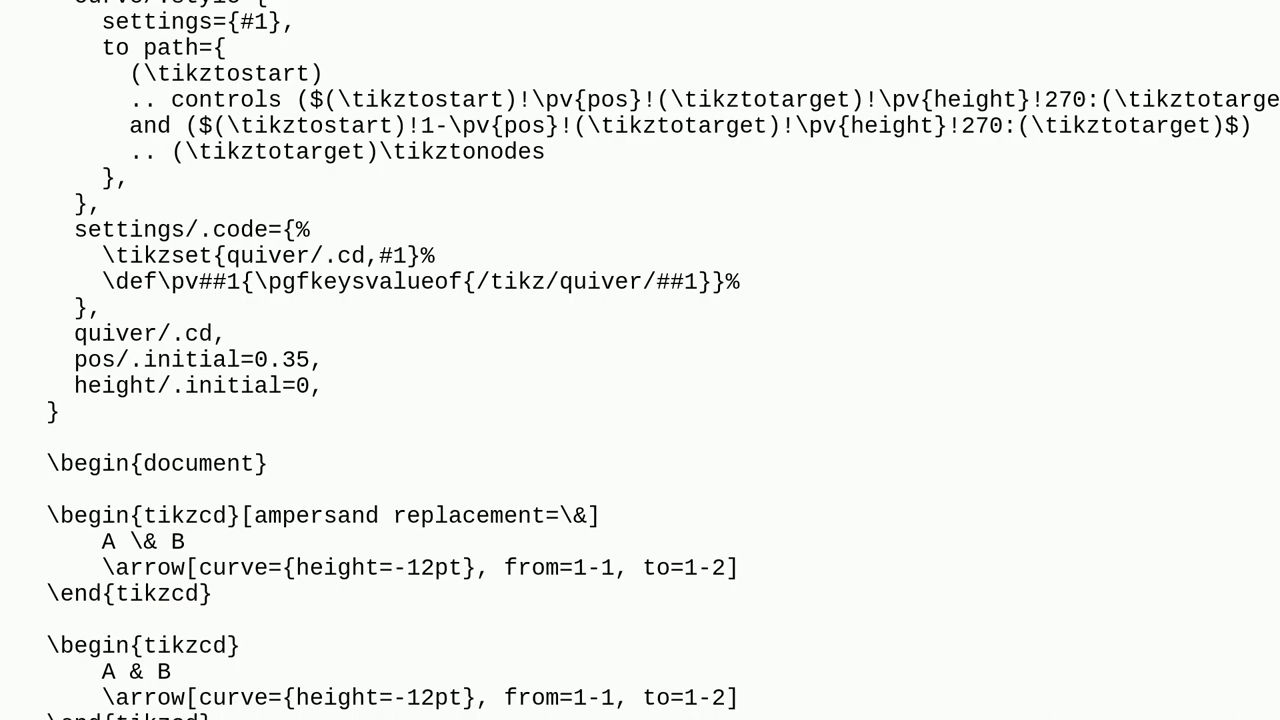 curve/.style={
settings={#1},
to path={
(\tikztostart)
.. controls ($(\tikztostart)!\pv{pos}!(\tikztotarget)!\pv{height}!270:(\tikztotarge
and ($(\tikztostart)!1-\pv{pos}!(\tikztotarget)!\pv{height}!270:(\tikztotarget)$)
.. (\tikztotarget)\tikztonodes
},
},
settings/.code={%
\tikzset{quiver/.cd,#1}%
\def\pv##1{\pgfkeysvalueof{/tikz/quiver/##1}}%
},
quiver/.cd,
pos/.initial=0.35,
height/.initial=0,
}
\begin{document}
\begin{tikzcd}[ampersand replacement=\&]
A \& B
\arrow[curve={height=-12pt}, from=1-1, to=1-2]
\end{tikzcd}
\begin{tikzcd}
A & B
\arrow[curve={height=-12pt}, from=1-1, to=1-2]
\end{tikzcd}